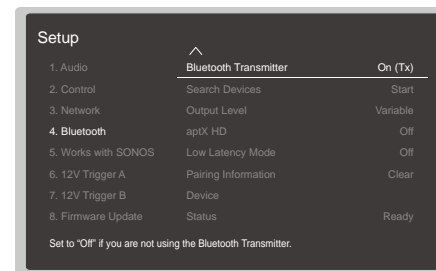 Setup
1. Audio
2. Control
3. Network
4. Bluetooth
5. Works with SONOS
6. 12V Trigger A
7. 12V Trigger B
8. Firmware Update
Bluetooth Transmitter On (Tx)
Search Devices Start
Output Level Variable
aptX HD Off
Low Latency Mode Off
Pairing Information Clear
Device
Status Ready
Set to “Off” if you are not using the Bluetooth Transmitter.